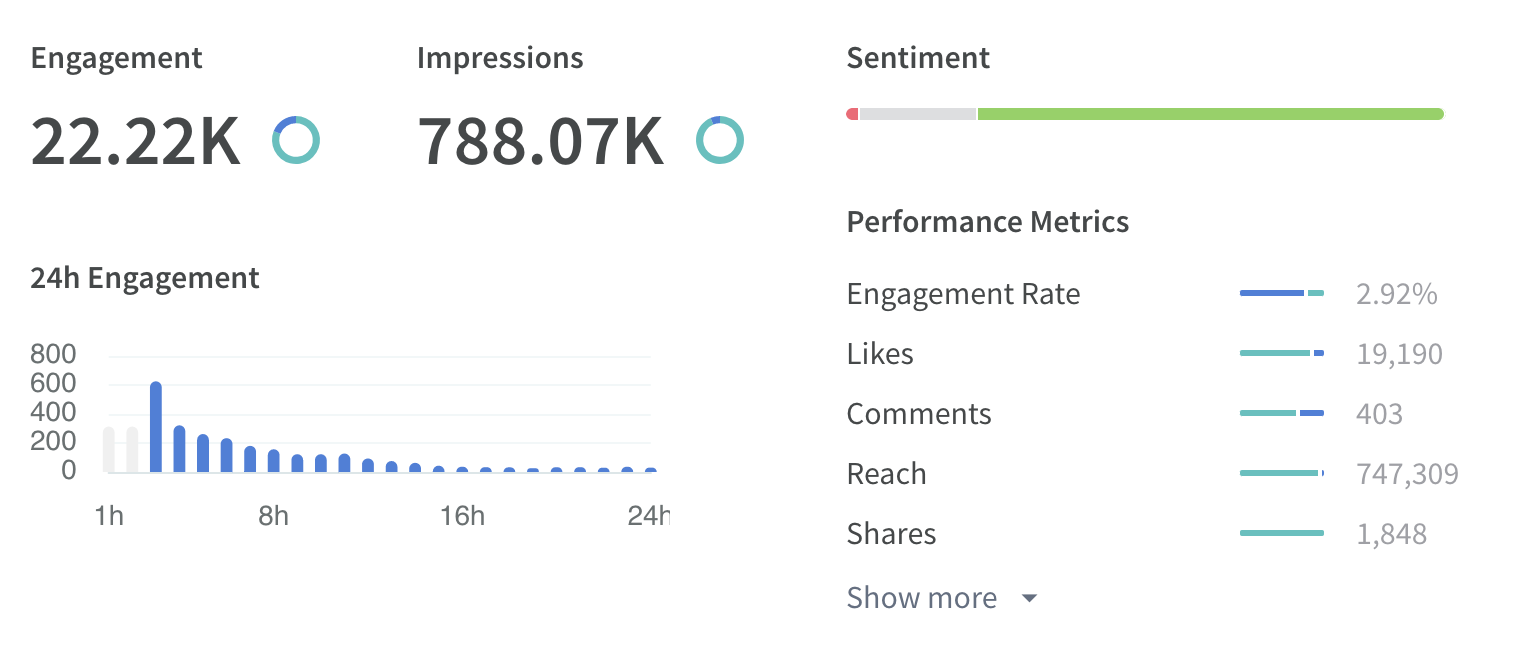 Engagement
22.22K
Impressions
788.07K
24h Engagement
800
600
400
200
0
1h 8h 16h 24h
Sentiment
Performance Metrics
Engagement Rate 2.92%
Likes 19,190
Comments 403
Reach 747,309
Shares 1,848
Show more